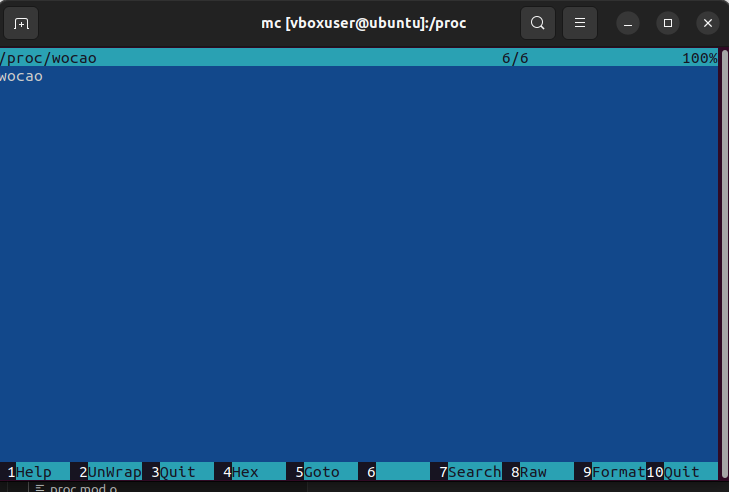 mc [vboxuser@ubuntu]:/proc
/proc/wocao 6/6 100%
wocao
1Help 2UnWrap 3Quit 4Hex 5Goto 6 7Search 8Raw 9Format 10Quit
proc.mod.o